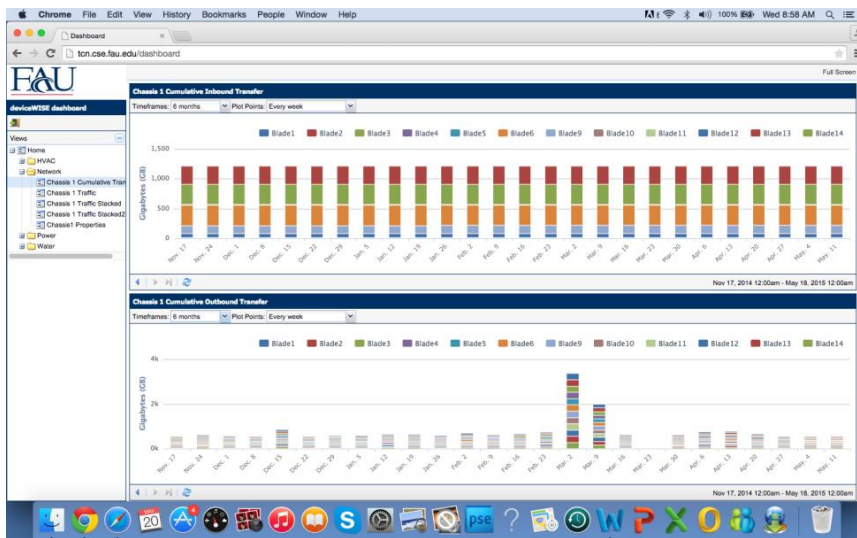 Chrome File Edit View History Bookmarks People Window Help 100% Wed 8:58 AM
Dashboard
tcn.cse.fau.edu/dashboard
FAU
Full Screen
deviceWISE dashboard
Views
Home
HVAC
Network
Chassis 1 Cumulative Tran
Chassis 1 Traffic
Chassis 1 Traffic Stacked
Chassis 1 Traffic Stacked2
Chassis1 Properties
Power
Water
Chassis 1 Cumulative Inbound Transfer
Timeframes: 6 months Plot Points: Every week
Blade1 Blade2 Blade3 Blade4 Blade5 Blade6 Blade9 Blade10 Blade11 Blade12 Blade13 Blade14
Gigabytes (GB)
1,500
1,000
500
0
Nov. 17 Nov. 24 Dec. 1 Dec. 8 Dec. 15 Dec. 22 Dec. 29 Jan. 5 Jan. 12 Jan. 19 Jan. 26 Feb. 2 Feb. 9 Feb. 16 Feb. 23 Mar. 2 Mar. 9 Mar. 16 Mar. 23 Mar. 30 Apr. 6 Apr. 13 Apr. 20 Apr. 27 May. 4 May. 11
Nov 17, 2014 12:00am - May 18, 2015 12:00am
Chassis 1 Cumulative Outbound Transfer
Timeframes: 6 months Plot Points: Every week
Blade1 Blade2 Blade3 Blade4 Blade5 Blade6 Blade9 Blade10 Blade11 Blade12 Blade13 Blade14
Gigabytes (GB)
4k
2k
0k
Nov. 17 Nov. 24 Dec. 1 Dec. 8 Dec. 15 Dec. 22 Dec. 29 Jan. 5 Jan. 12 Jan. 19 Jan. 26 Feb. 2 Feb. 9 Feb. 16 Feb. 23 Mar. 2 Mar. 9 Mar. 16 Mar. 23 Mar. 30 Apr. 6 Apr. 13 Apr. 20 Apr. 27 May. 4 May. 11
Nov 17, 2014 12:00am - May 18, 2015 12:00am
20
pse